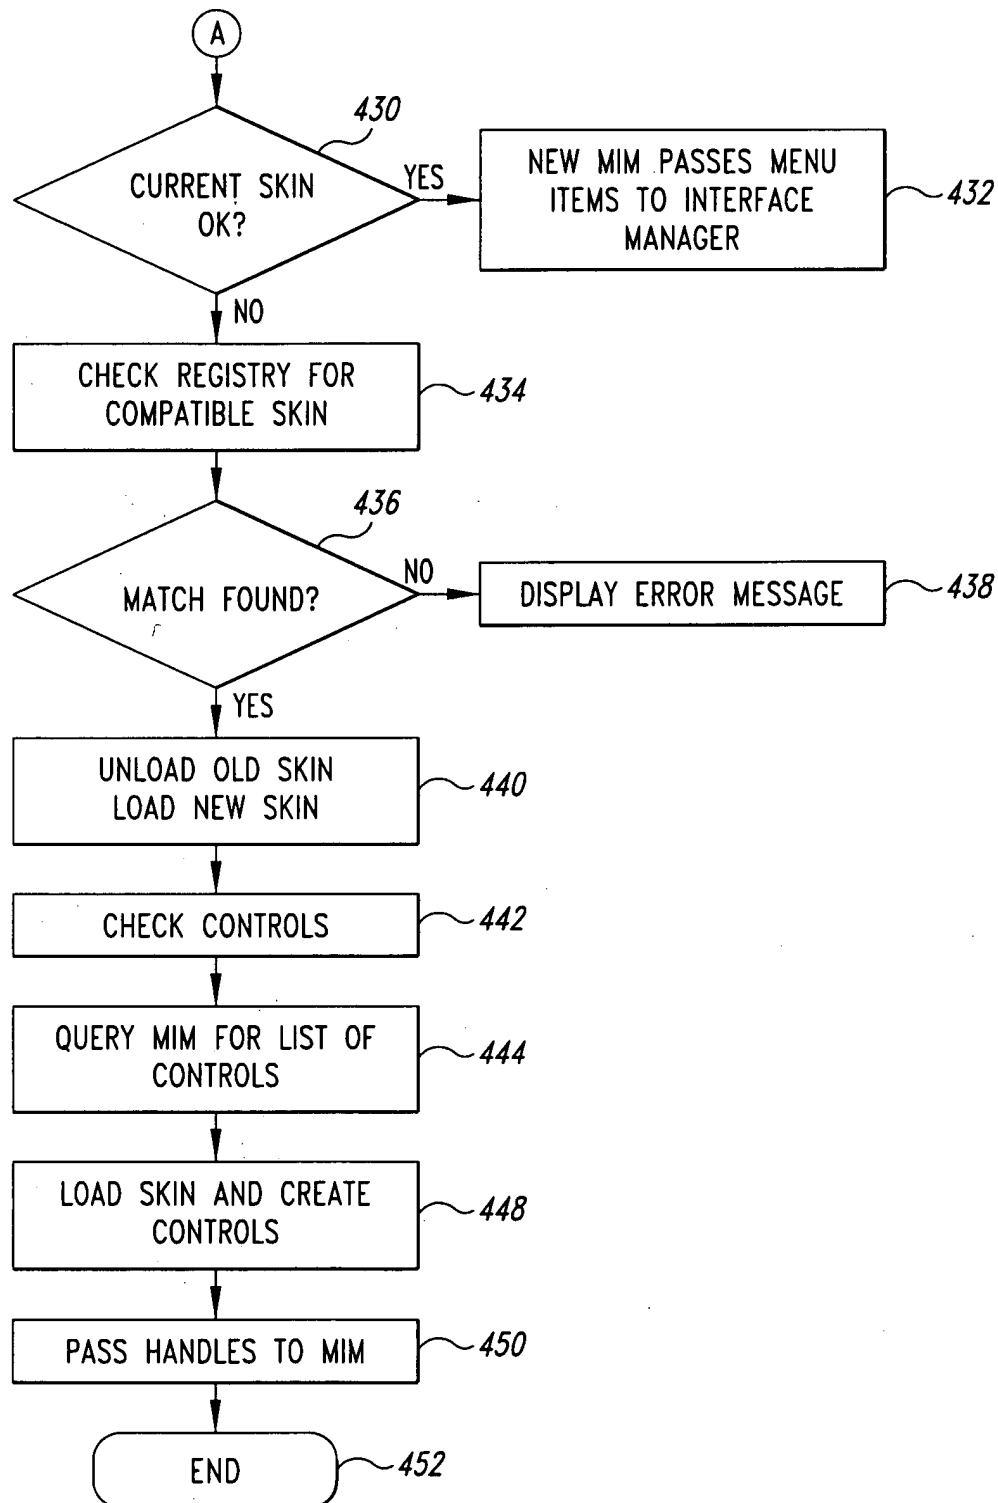 A
430
CURRENT SKIN
OK?
YES
NEW MIM PASSES MENU
ITEMS TO INTERFACE
MANAGER
432
NO
CHECK REGISTRY FOR
COMPATIBLE SKIN
434
436
MATCH FOUND?
NO
DISPLAY ERROR MESSAGE
438
YES
UNLOAD OLD SKIN
LOAD NEW SKIN
440
CHECK CONTROLS
442
QUERY MIM FOR LIST OF
CONTROLS
444
LOAD SKIN AND CREATE
CONTROLS
448
PASS HANDLES TO MIM
450
END
452